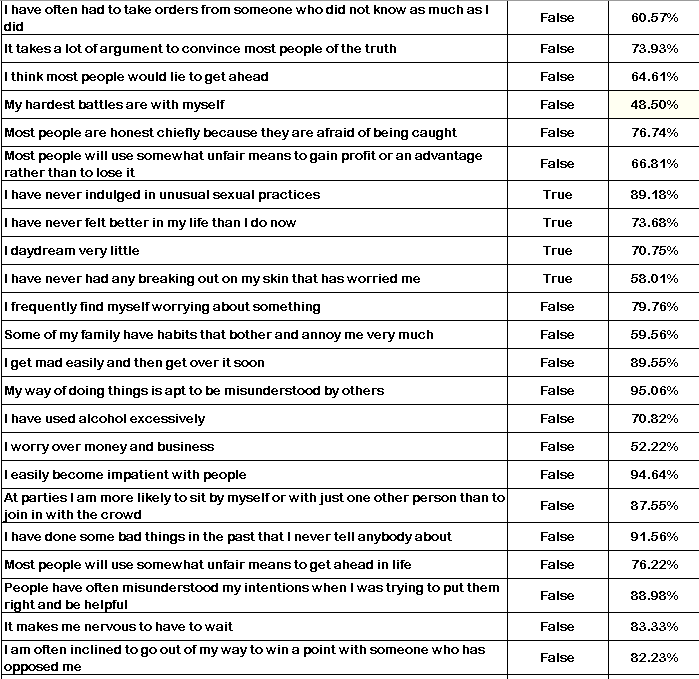 I have often had to take orders from someone who did not know as much as I
did False 60.57%
It takes a lot of argument to convince most people of the truth False 73.93%
I think most people would lie to get ahead False 64.61%
My hardest battles are with myself False 48.50%
Most people are honest chiefly because they are afraid of being caught False 76.74%
Most people will use somewhat unfair means to gain profit or an advantage
rather than to lose it False 66.81%
I have never indulged in unusual sexual practices True 89.18%
I have never felt better in my life than I do now True 73.68%
I daydream very little True 70.75%
I have never had any breaking out on my skin that has worried me True 58.01%
I frequently find myself worrying about something False 79.76%
Some of my family have habits that bother and annoy me very much False 59.56%
I get mad easily and then get over it soon False 89.55%
My way of doing things is apt to be misunderstood by others False 95.06%
I have used alcohol excessively False 70.82%
I worry over money and business False 52.22%
I easily become impatient with people False 94.64%
At parties I am more likely to sit by myself or with just one other person than to
join in with the crowd False 87.55%
I have done some bad things in the past that I never tell anybody about False 91.56%
Most people will use somewhat unfair means to get ahead in life False 76.22%
People have often misunderstood my intentions when I was trying to put them
right and be helpful False 88.98%
It makes me nervous to have to wait False 83.33%
I am often inclined to go out of my way to win a point with someone who has
opposed me False 82.23%